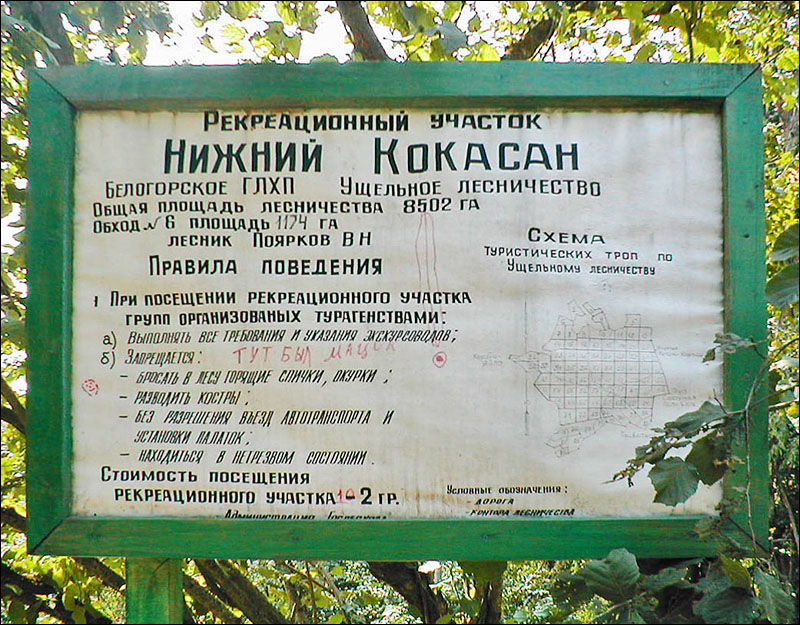 Рекреационный участок
Нижний Кокасан
Белогорское ГЛХП Ущельное лесничество
Общая площадь лесничества 8502 га
Обход №6 площадь 1174 га
лесник Поярков В Н
Правила поведения
1 При посещении рекреационного участка
групп организованых турагенствами:
а) Выполнять все требования и указания экскурсоводов;
б) Запрещается:
ТУТ БЫЛ
– бросать в лесу горящие спички, окурки;
– разводить костры;
– без разрешения въезд автотранспорта и
установки палаток;
– находиться в нетрезвом состоянии.
Стоимость посещения
рекреационного участка 2 гр.
Администрация Гослесхоза
Схема
туристических троп по
Ущельному лесничеству
Условные обозначения:
– дорога
– контора лесничества